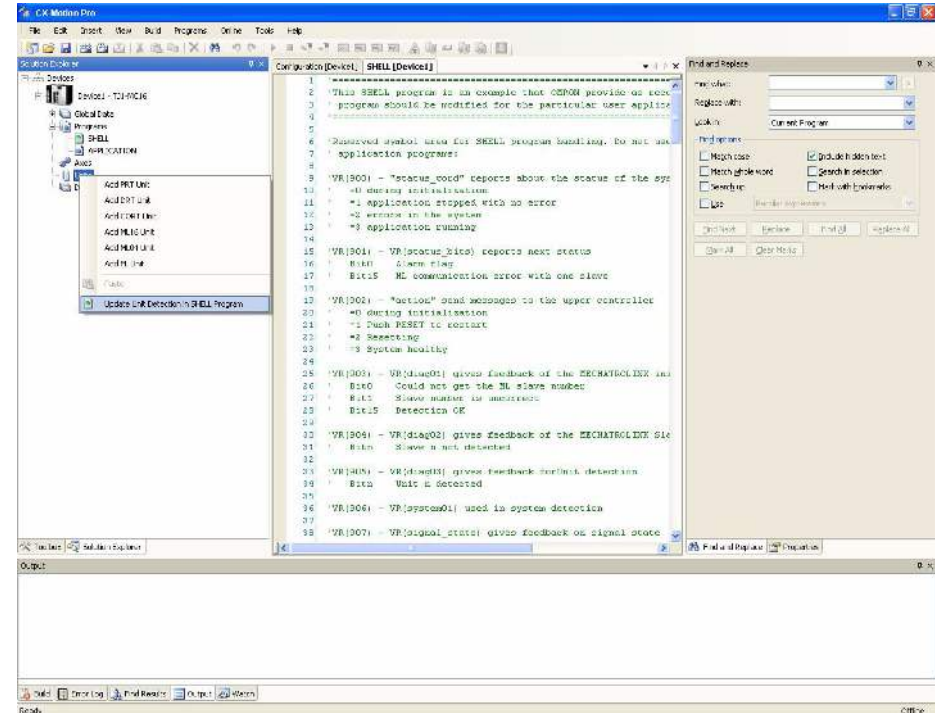 CX-Motion Pro
File Edit Insert View Build Programs Online Tools Help
Solution Explorer
Devices
Device1 - TJ1-MC16
Global Data
Programs
SHELL
APPLICATION
Axes
Add PRT Unit
Add DRT Unit
Add CORT Unit
Add ML16 Unit
Add ML04 Unit
Add FL Unit
Paste
Update Unit Detection in SHELL Program
Toolbox Solution Explorer
Configuration [Device1] SHELL [Device1]
1 '==============================
2 'This SHELL program is an example that OMRON provide as reco
3 ' program should be modified for the particular user applica
4 '==============================
5
6 'Reserved symbol area for SHELL program handling. Do not use
7 ' application programs:
8
9 'VR(900) - "status_word" reports about the status of the sys
10 ' =0 during initialisation
11 ' =1 application stopped with no error
12 ' =2 errors in the system
13 ' =3 application running
14
15 'VR(901) - VR(status_bits) reports next status
16 ' Bit0 Alarm flag
17 ' Bit15 ML communication error with one slave
18
19 'VR(902) - "action" send messages to the upper controller
20 ' =0 during initialization
21 ' =1 Push RESET to restart
22 ' =2 Resetting
23 ' =3 System healthy
24
25 'VR(903) - VR(diag01) gives feedback of the MECHATROLINK ini
26 ' Bit0 Could not get the ML slave number
27 ' Bit1 Slave number is incorrect
28 ' Bit15 Detection OK
29
30 'VR(904) - VR(diag02) gives feedback of the MECHATROLINK Sla
31 ' Bitn Slave n not detected
32
33 'VR(905) - VR(diag03) gives feedback forUnit detection
34 ' Bitn Unit n detected
35
36 'VR(906) - VR(system01) used in system detection
37
38 'VR(907) - VR(signal_state) gives feedback on signal state
Find and Replace
Find what:
Replace with:
Look in: Current Program
Find options
Match case Include hidden text
Match whole word Search in selection
Search up Mark with bookmarks
Use Regular expressions
Find Next Replace Find All Replace All
Mark All Clear Marks
Find and Replace Properties
Output
Build Error Log Find Results Output Watch
Ready Offline